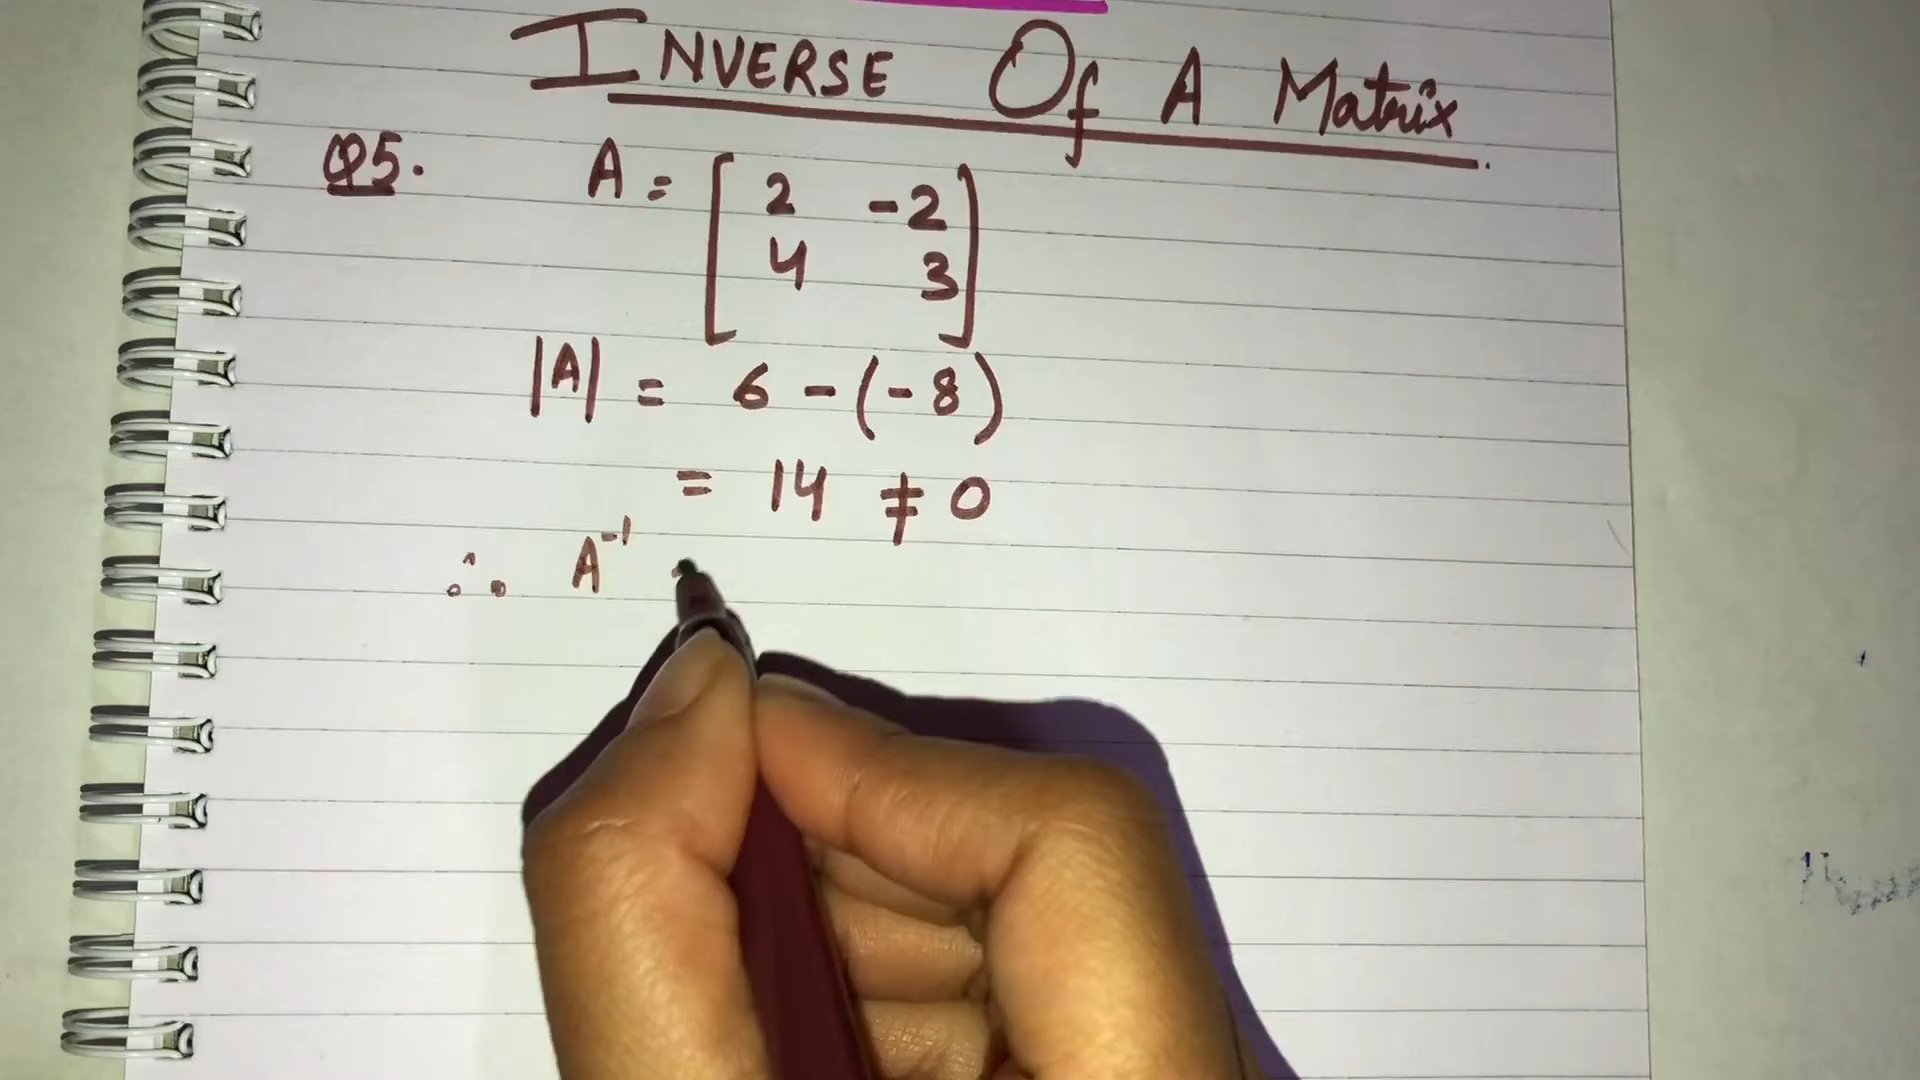 INVERSE Of A Matrix.
Q5. A = [ 2 -2
4 3 ]
|A| = 6 - (-8)
= 14 ≠ 0
∴ A⁻¹